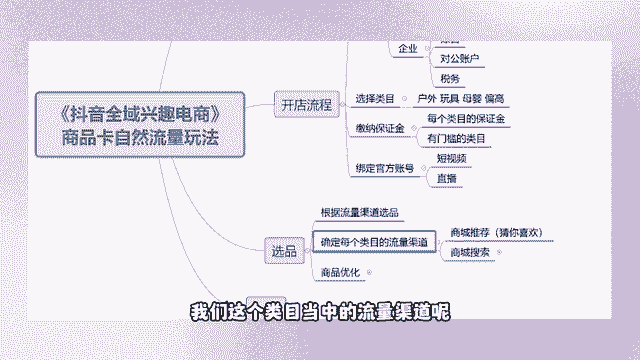 企业
对公账户
税务
《抖音全域兴趣电商》
商品卡自然流量玩法
开店流程
选择类目
户外 玩具 母婴 偏高
缴纳保证金
每个类目的保证金
有门槛的类目
绑定官方账号
短视频
直播
选品
根据流量渠道选品
确定每个类目的流量渠道
商城推荐（猜你喜欢）
商城搜索
商品优化
我们这个类目当中的流量渠道呢